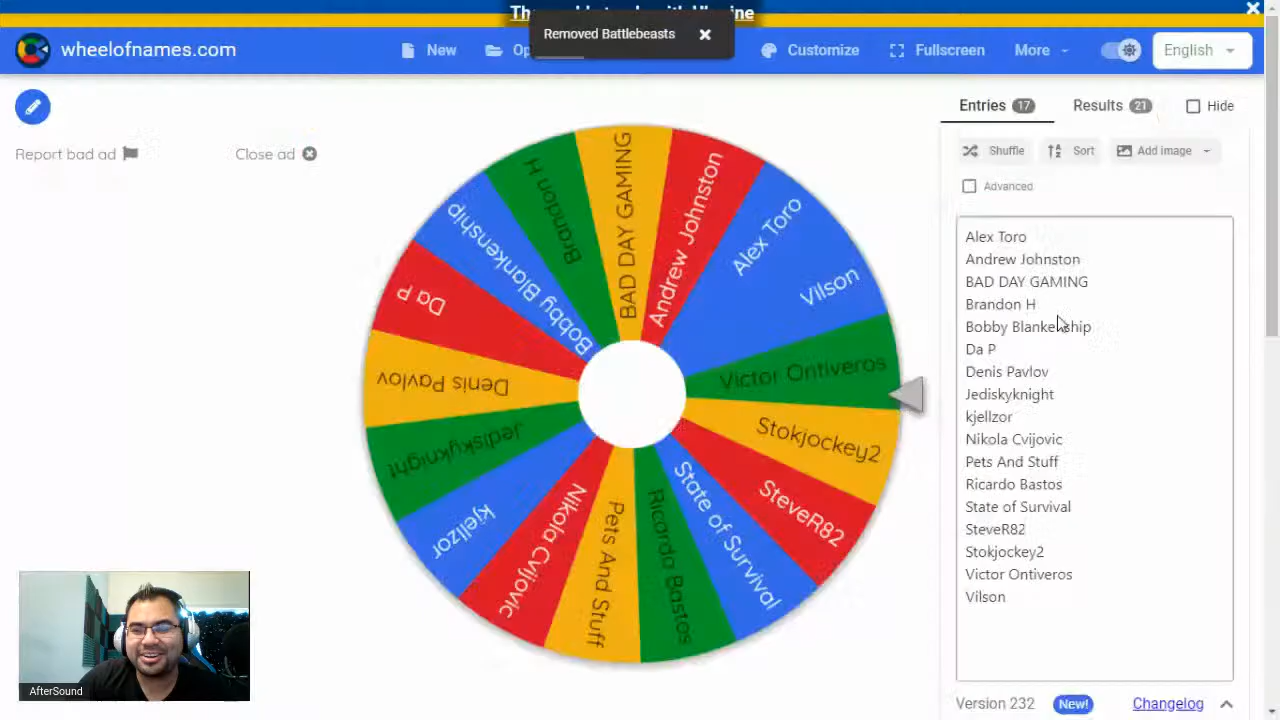 Removed Battlebeasts
wheelofnames.com
New
Customize
Fullscreen
More
English
Report bad ad
Close ad
Entries 17
Results 21
Hide
Shuffle
Sort
Add image
Advanced
Alex Toro
Andrew Johnston
BAD DAY GAMING
Brandon H
Bobby Blankenship
Da P
Denis Pavlov
Jediskyknight
kjellzor
Nikola Cvijovic
Pets And Stuff
Ricardo Bastos
State of Survival
SteveR82
Stokjockey2
Victor Ontiveros
Vilson
Version 232
New!
Changelog
BAD DAY GAMING
Andrew Johnston
Alex Toro
Vilson
Victor Ontiveros
Stokjockey2
SteveR82
State of Survival
Ricardo Bastos
Pets And Stuff
Nikola Cvijovic
kjellzor
Jediskyknight
Denis Pavlov
Da P
Bobby Blankenship
Brandon H
AfterSound